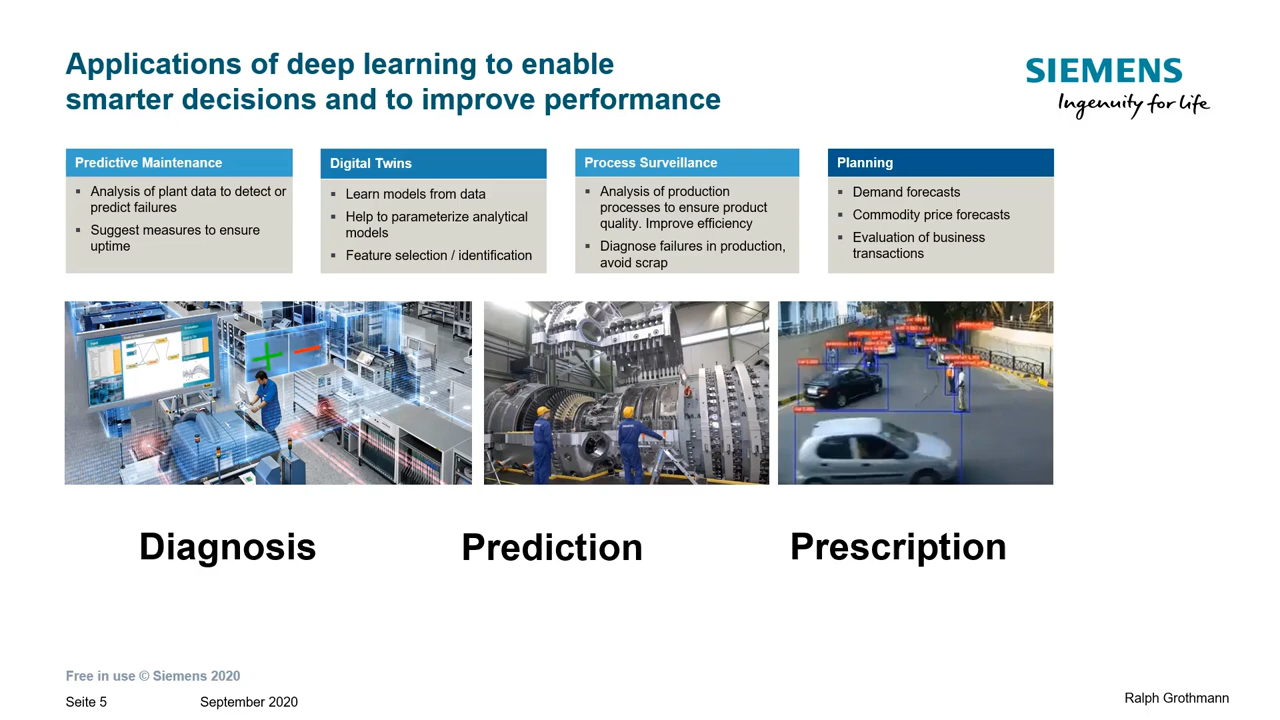 Applications of deep learning to enable
smarter decisions and to improve performance
SIEMENS
Ingenuity for life
Predictive Maintenance
▪ Analysis of plant data to detect or
predict failures
▪ Suggest measures to ensure
uptime
Digital Twins
▪ Learn models from data
▪ Help to parameterize analytical
models
▪ Feature selection / identification
Process Surveillance
▪ Analysis of production
processes to ensure product
quality. Improve efficiency
▪ Diagnose failures in production,
avoid scrap
Planning
▪ Demand forecasts
▪ Commodity price forecasts
▪ Evaluation of business
transactions
Diagnosis
Prediction
Prescription
Free in use © Siemens 2020
Seite 5
September 2020
Ralph Grothmann